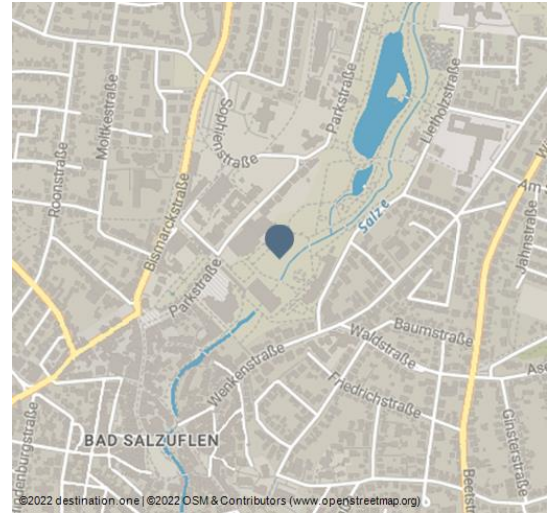 Roonstraße
Moltkestraße
Sophienstraße
Parkstraße
Lietholzstraße
Bismarckstraße
Salze
Am
Jahnstraße
Parkstraße
Baumstraße
Waldstraße
Wenkenstraße
Friedrichstraße
Ginsterstraße
BAD SALZUFLEN
©2022 destination.one | ©2022 OSM & Contributors (www.openstreetmap.org)